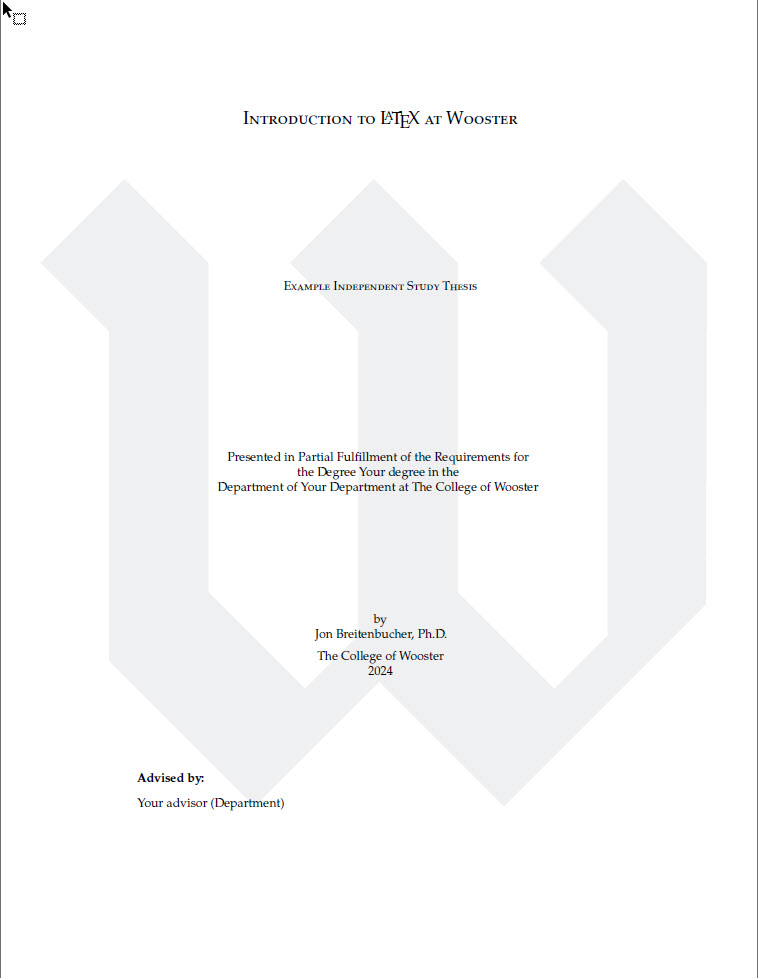 Introduction to LATEX at Wooster
Example Independent Study Thesis
Presented in Partial Fulfillment of the Requirements for
the Degree Your degree in the
Department of Your Department at The College of Wooster
by
Jon Breitenbucher, Ph.D.
The College of Wooster
2024
Advised by:
Your advisor (Department)